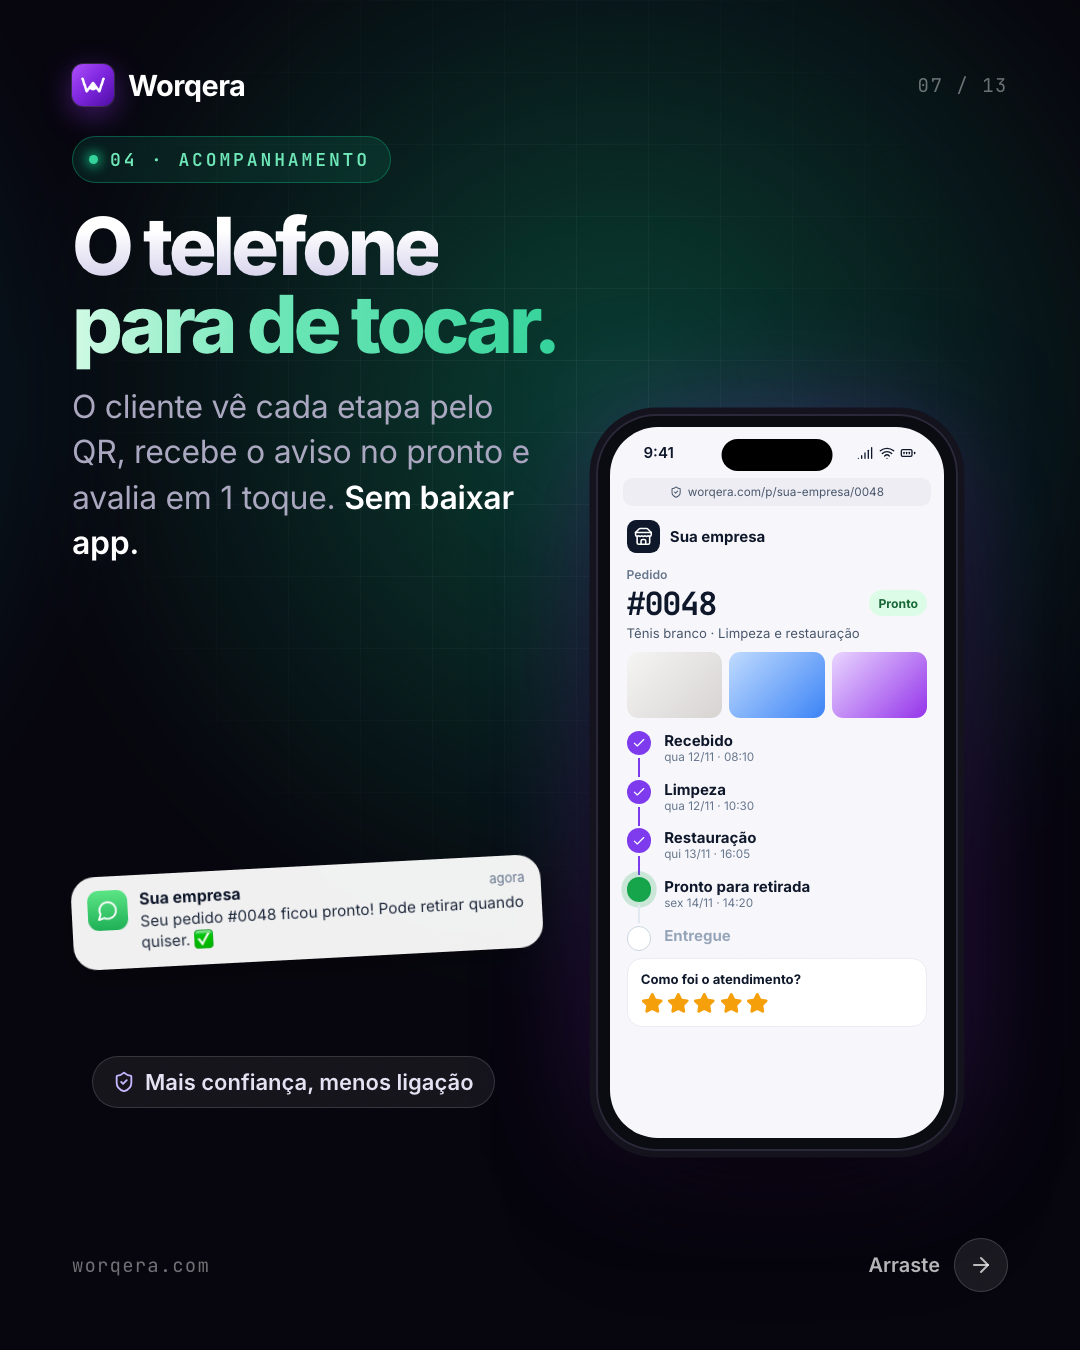 Worqera
07 / 13
04 · ACOMPANHAMENTO
O telefone
para de tocar.
O cliente vê cada etapa pelo
QR, recebe o aviso no pronto e
avalia em 1 toque. Sem baixar
app.
Sua empresa
agora
Seu pedido #0048 ficou pronto! Pode retirar quando
quiser. ✅
Mais confiança, menos ligação
9:41
worqera.com/p/sua-empresa/0048
Sua empresa
Pedido
#0048
Pronto
Tênis branco · Limpeza e restauração
Recebido
qua 12/11 · 08:10
Limpeza
qua 12/11 · 10:30
Restauração
qui 13/11 · 16:05
Pronto para retirada
sex 14/11 · 14:20
Entregue
Como foi o atendimento?
worqera.com
Arraste